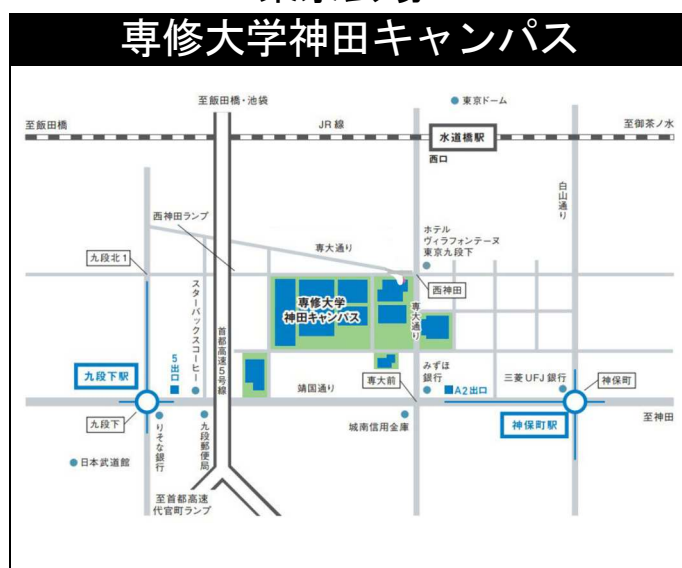 専修大学神田キャンパス
至飯田橋・池袋
東京ドーム
至飯田橋
JR線
至御茶ノ水
水道橋駅
西口
白山通り
西神田ランプ
ホテル
ヴィラフォンテーヌ
東京九段下
専大通り
九段北1
西神田
スターバックスコーヒー
専修大学
神田キャンパス
専大通り
首都高速5号線
5出口
みずほ
銀行
三菱UFJ銀行
九段下駅
靖国通り
専大前
A2出口
神保町
九段下
りそな銀行
九段郵便局
城南信用金庫
神保町駅
至神田
日本武道館
至首都高速
代官町ランプ